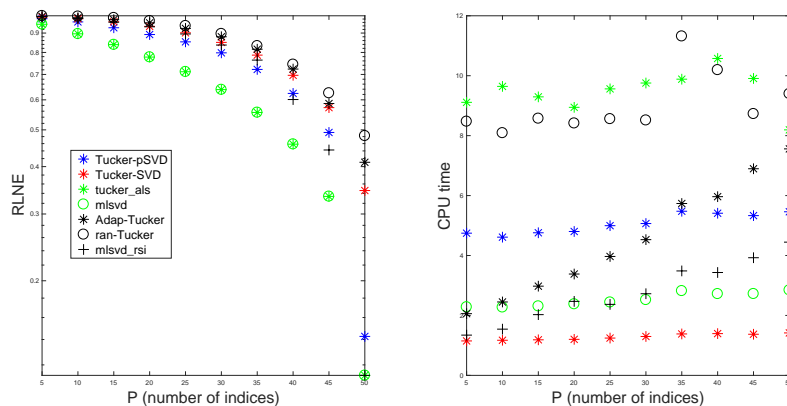 0.9
0.8
0.7
0.6
0.5
0.4
0.3
0.2
RLNE
Tucker-pSVD
Tucker-SVD
tucker_als
mlsvd
Adap-Tucker
ran-Tucker
mlsvd_rsi
5 10 15 20 25 30 35 40 45 50
P (number of indices)
12
10
8
6
4
2
0
CPU time
5 10 15 20 25 30 35 40 45 50
P (number of indices)